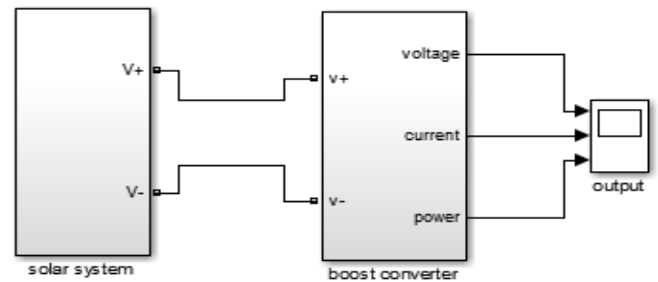 V+
V-
solar system
v+
v-
voltage
current
power
boost converter
output